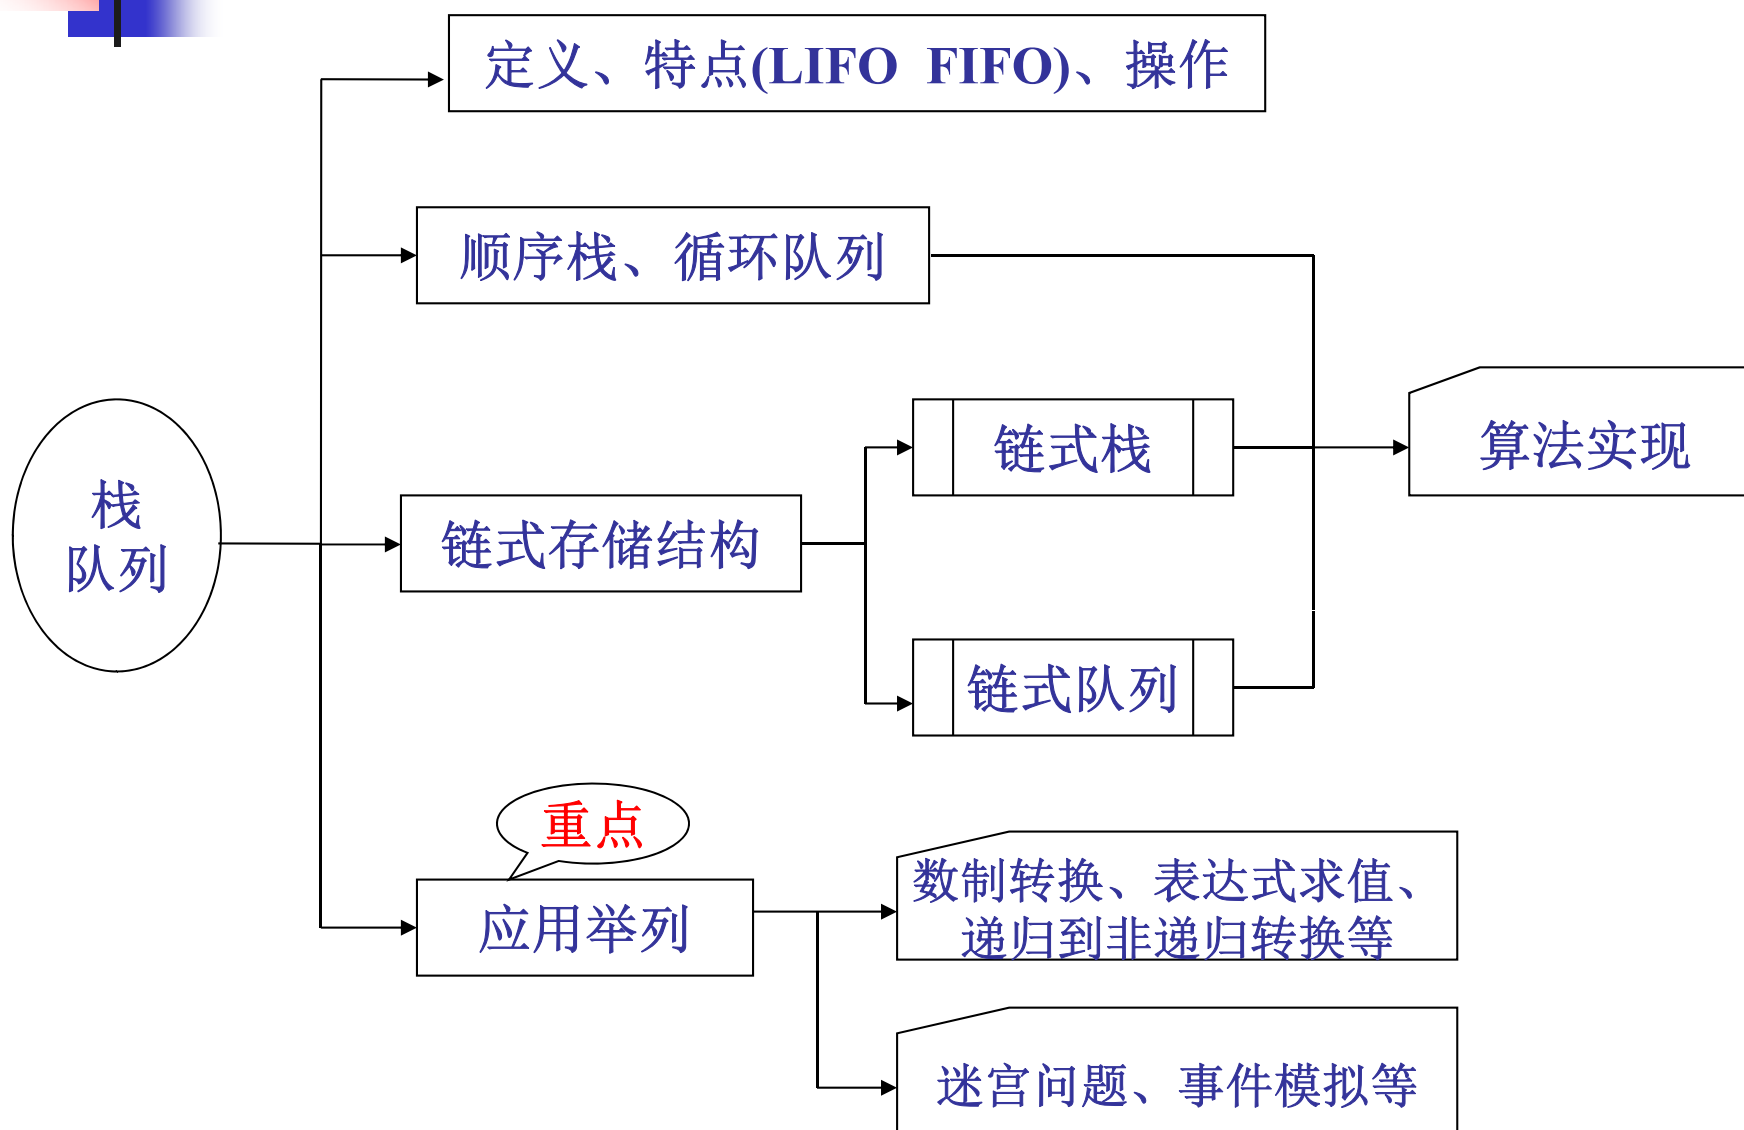 定义、特点(LIFO  FIFO)、操作
顺序栈、循环队列
链式栈
算法实现
栈
队列
链式存储结构
链式队列
重点
应用举列
数制转换、表达式求值、
递归到非递归转换等
迷宫问题、事件模拟等